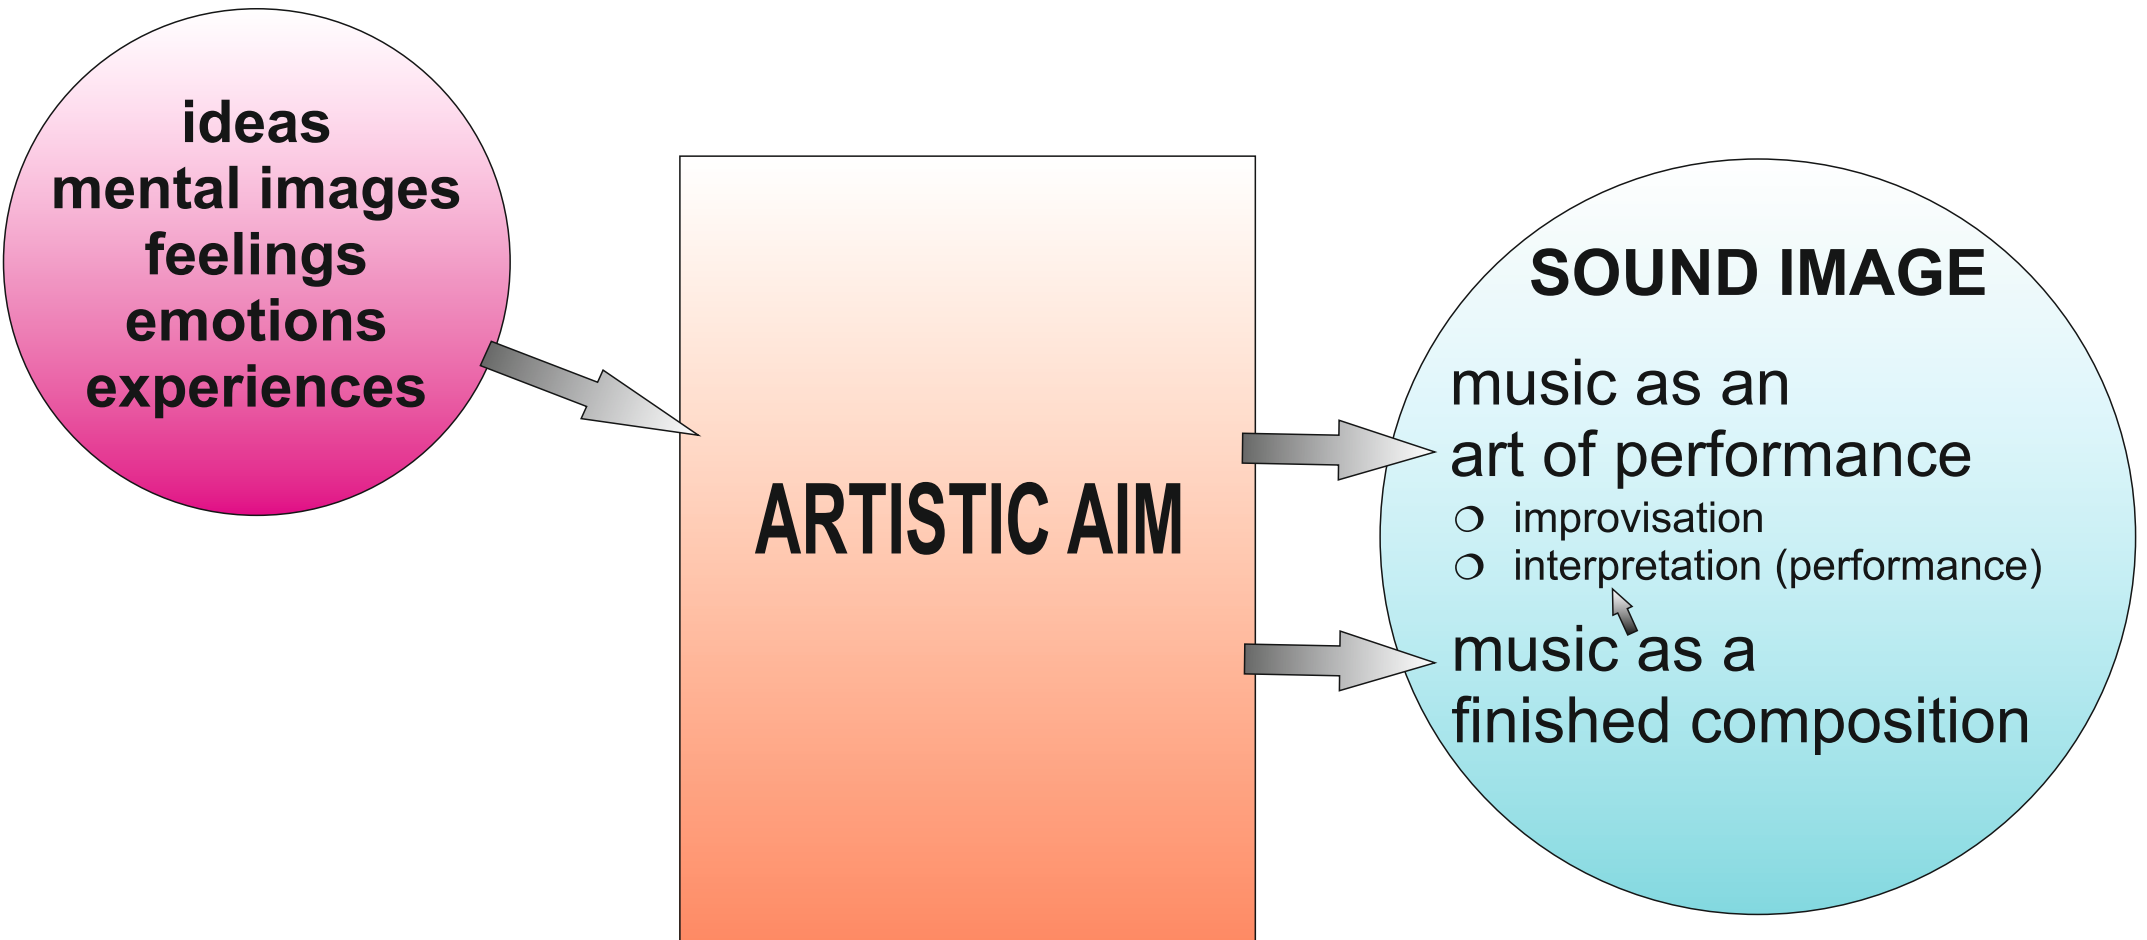 ideas
mental images
feelings
emotions
experiences
ARTISTIC AIM
SOUND IMAGE
music as an
art of performance
❍ improvisation
❍ interpretation (performance)
music as a
finished composition